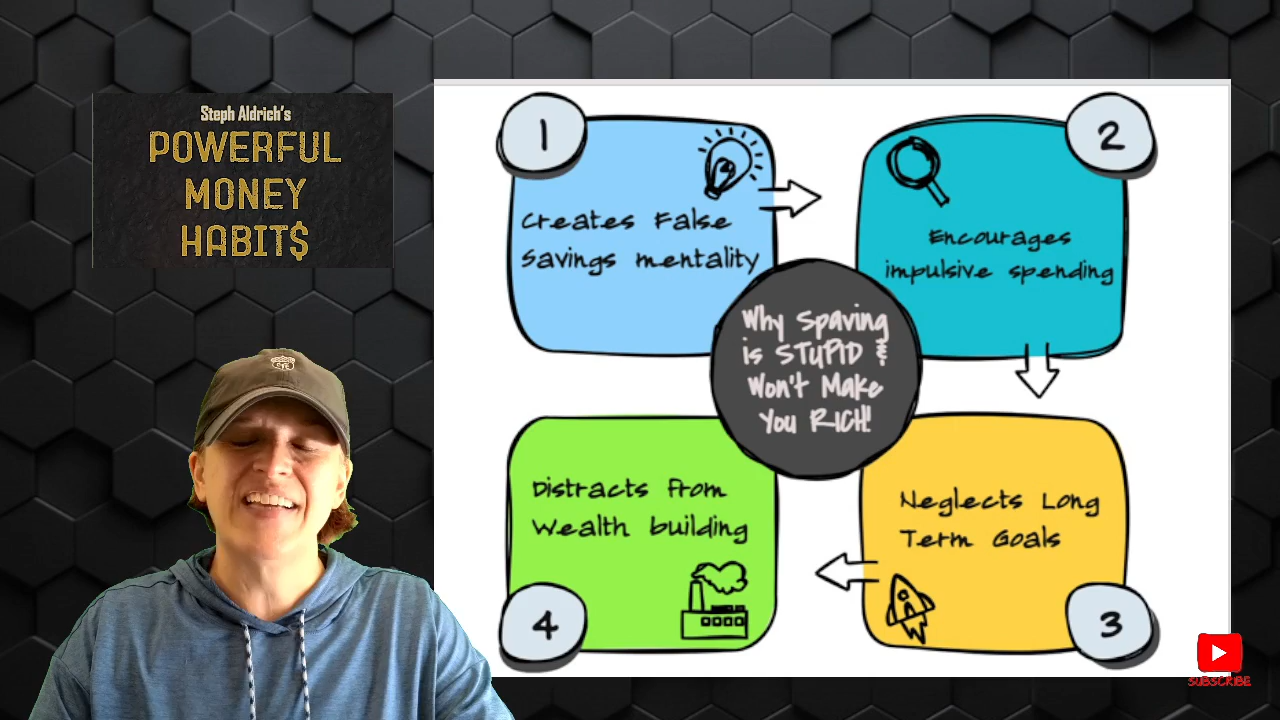 Steph Aldrich's
POWERFUL
MONEY
HABIT$
1
Creates False
Savings mentality
2
Encourages
impulsive spending
Why Spaving
is STUPID &
Won't Make
You RICH!
Distracts from
Wealth building
4
Neglects Long
Term Goals
3
SUBSCRIBE